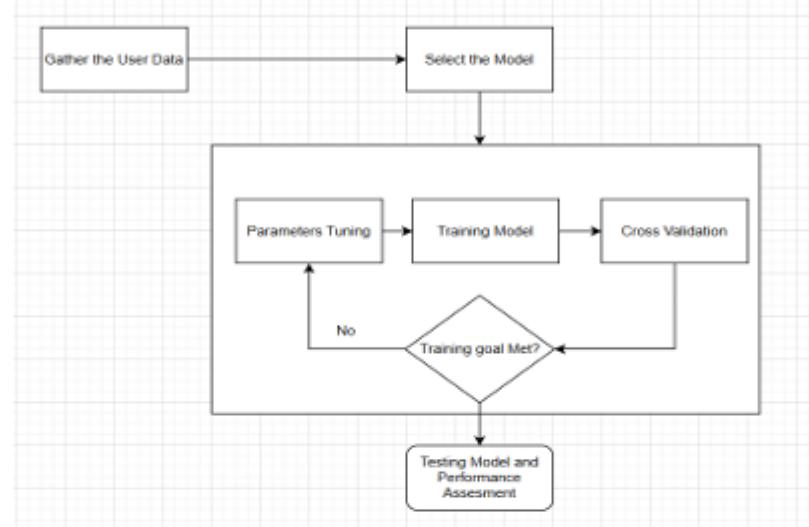 Gather the User Data
Select the Model
Parameters Tuning
Training Model
Cross Validation
No
Training goal Met?
Testing Model and
Performance
Assesment